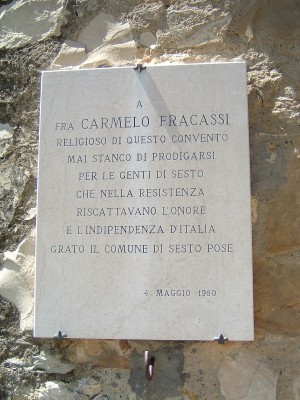 A
FRA CARMELO FRACASSI
RELIGIOSO DI QUESTO CONVENTO
MAI STANCO DI PRODIGARSI
PER LE GENTI DI SESTO
CHE NELLA RESISTENZA
RISCATTAVANO L'ONORE
E L'INDIPENDENZA D'ITALIA
GRATO IL COMUNE DI SESTO POSE
4 MAGGIO 1980